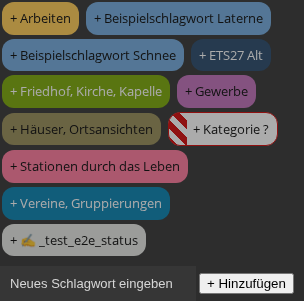 + Arbeiten + Beispielschlagwort Laterne
+ Beispielschlagwort Schnee + ETS27 Alt
+ Friedhof, Kirche, Kapelle + Gewerbe
+ Häuser, Ortsansichten + Kategorie ?
+ Stationen durch das Leben
+ Vereine, Gruppierungen
+ ✍ _test_e2e_status
Neues Schlagwort eingeben + Hinzufügen